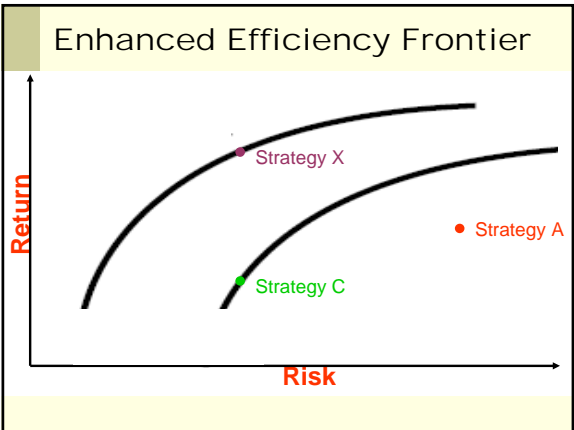 Enhanced Efficiency Frontier
Strategy X
Return
Strategy A
Strategy C
Risk